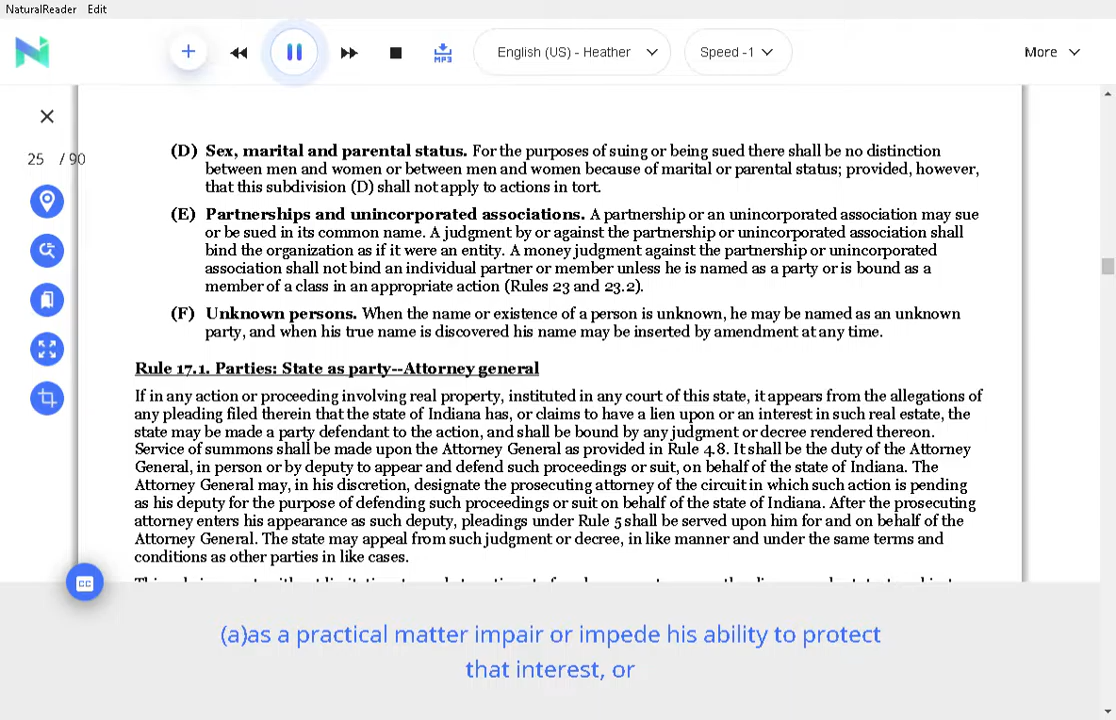 NaturalReader Edit
MP3
English (US) - Heather
Speed -1
More
25 / 90
(D) Sex, marital and parental status. For the purposes of suing or being sued there shall be no distinction
between men and women or between men and women because of marital or parental status; provided, however,
that this subdivision (D) shall not apply to actions in tort.
(E) Partnerships and unincorporated associations. A partnership or an unincorporated association may sue
or be sued in its common name. A judgment by or against the partnership or unincorporated association shall
bind the organization as if it were an entity. A money judgment against the partnership or unincorporated
association shall not bind an individual partner or member unless he is named as a party or is bound as a
member of a class in an appropriate action (Rules 23 and 23.2).
(F) Unknown persons. When the name or existence of a person is unknown, he may be named as an unknown
party, and when his true name is discovered his name may be inserted by amendment at any time.
Rule 17.1. Parties: State as party--Attorney general
If in any action or proceeding involving real property, instituted in any court of this state, it appears from the allegations of
any pleading filed therein that the state of Indiana has, or claims to have a lien upon or an interest in such real estate, the
state may be made a party defendant to the action, and shall be bound by any judgment or decree rendered thereon.
Service of summons shall be made upon the Attorney General as provided in Rule 4.8. It shall be the duty of the Attorney
General, in person or by deputy to appear and defend such proceedings or suit, on behalf of the state of Indiana. The
Attorney General may, in his discretion, designate the prosecuting attorney of the circuit in which such action is pending
as his deputy for the purpose of defending such proceedings or suit on behalf of the state of Indiana. After the prosecuting
attorney enters his appearance as such deputy, pleadings under Rule 5 shall be served upon him for and on behalf of the
Attorney General. The state may appeal from such judgment or decree, in like manner and under the same terms and
conditions as other parties in like cases.
CC
(a)as a practical matter impair or impede his ability to protect
that interest, or